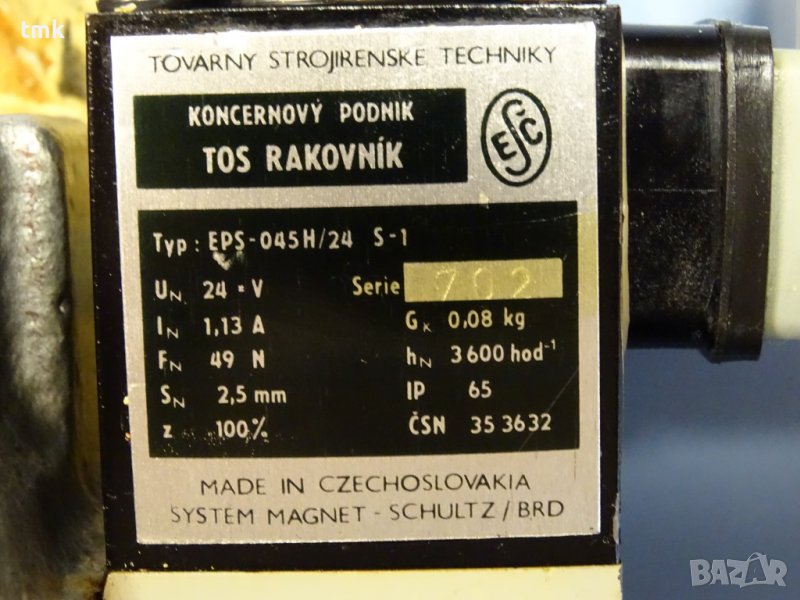 tmk
TOVÁRNY STROJIRENSKE TECHNIKY
KONCERNOVÝ PODNIK
TOS RAKOVNÍK
ESČ
Typ: EPS-045H/24 S-1
UN 24 = V Serie 702
IN 1,13 A GK 0,08 kg
FN 49 N hN 3600 hod⁻¹
SN 2,5 mm IP 65
z 100% ČSN 35 3632
MADE IN CZECHOSLOVAKIA
SYSTEM MAGNET - SCHULTZ / BRD
BAZAR